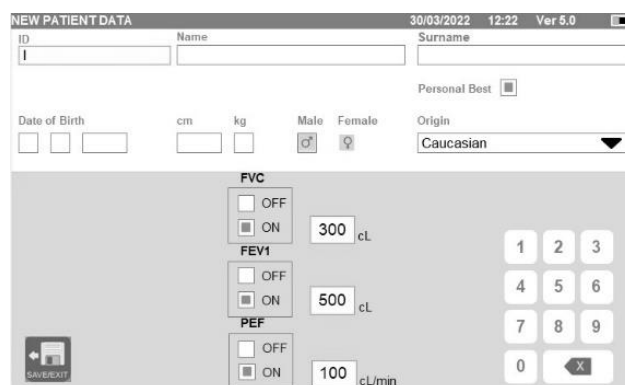 NEW PATIENT DATA 30/03/2022 12:22 Ver 5.0
ID Name Surname
I
Personal Best
Date of Birth cm kg Male Female Origin
♂ ♀ Caucasian
FVC
OFF
ON 300 cL
FEV1
OFF
ON 500 cL
PEF
OFF
ON 100 cL/min
1 2 3
4 5 6
7 8 9
0 X
SAVE/EXIT